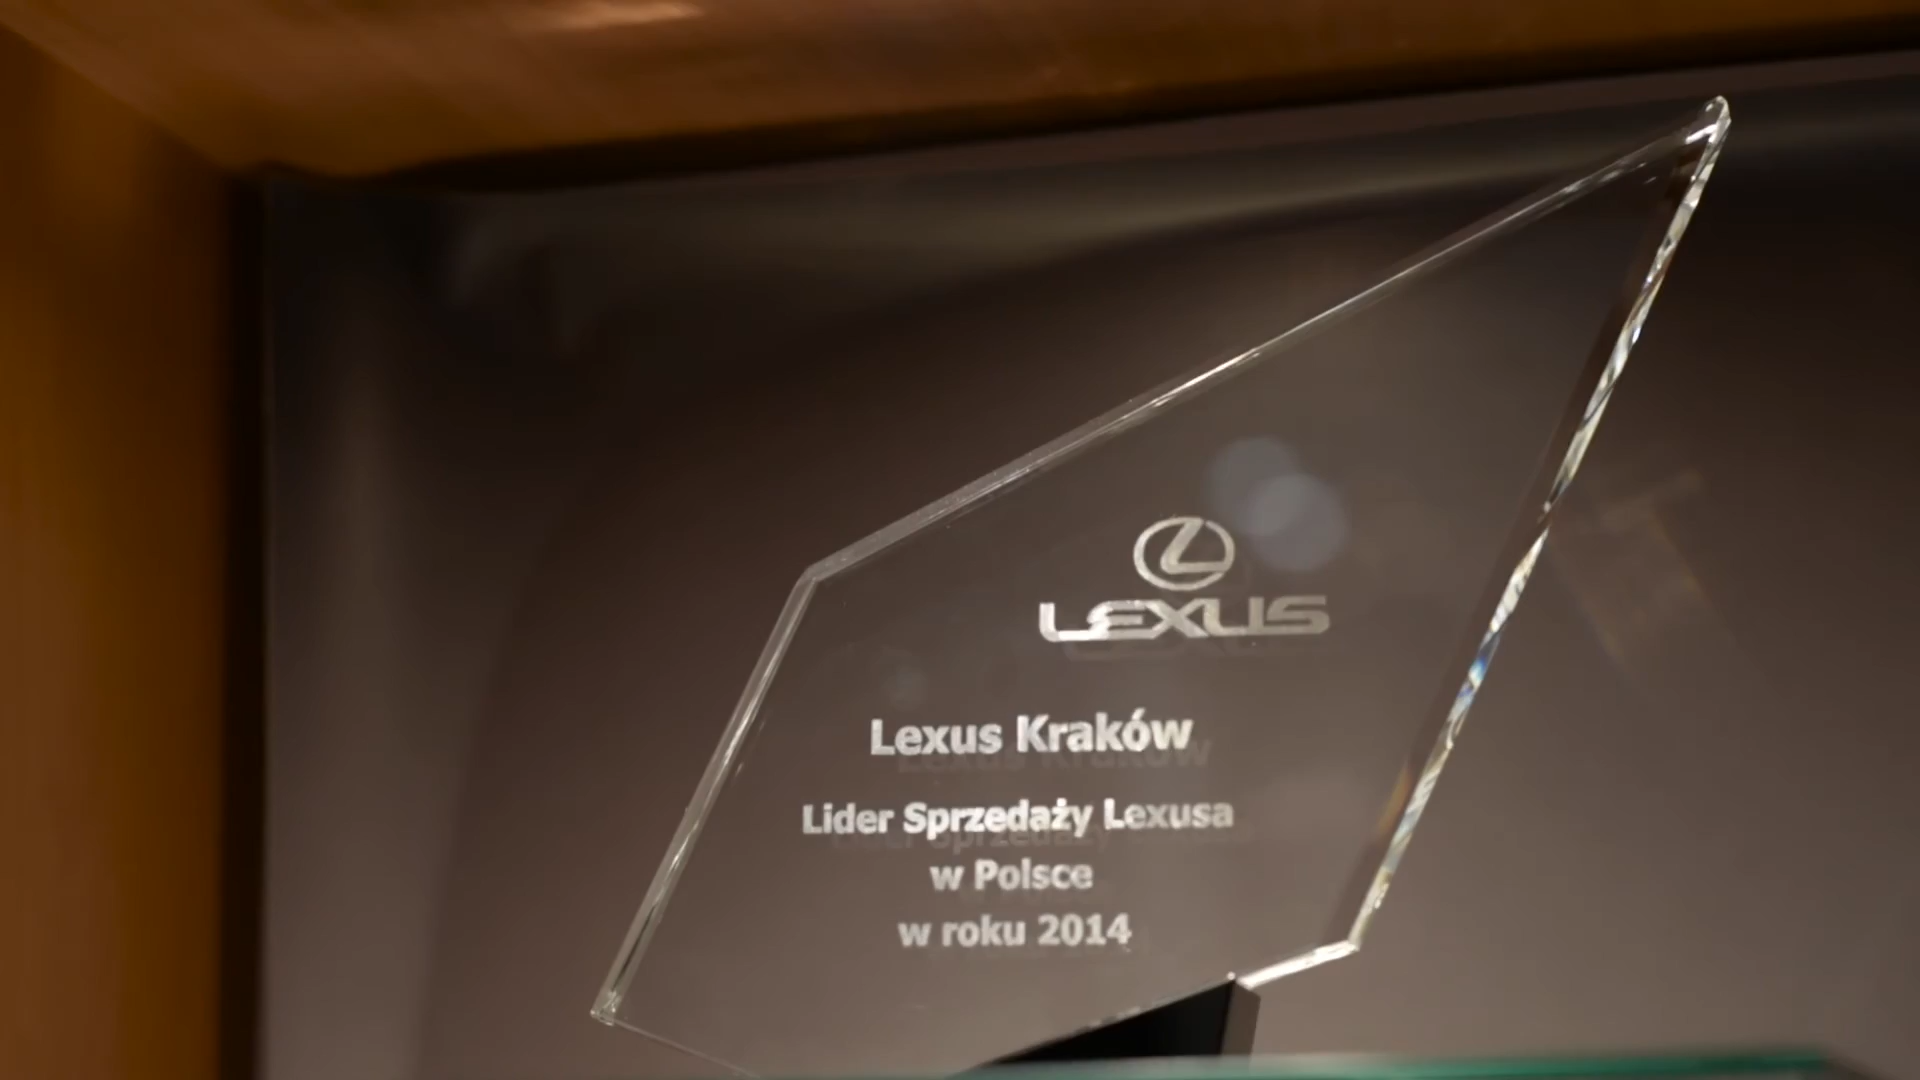 LEXUS
Lexus Kraków
Lider Sprzedaży Lexusa
w Polsce
w roku 2014